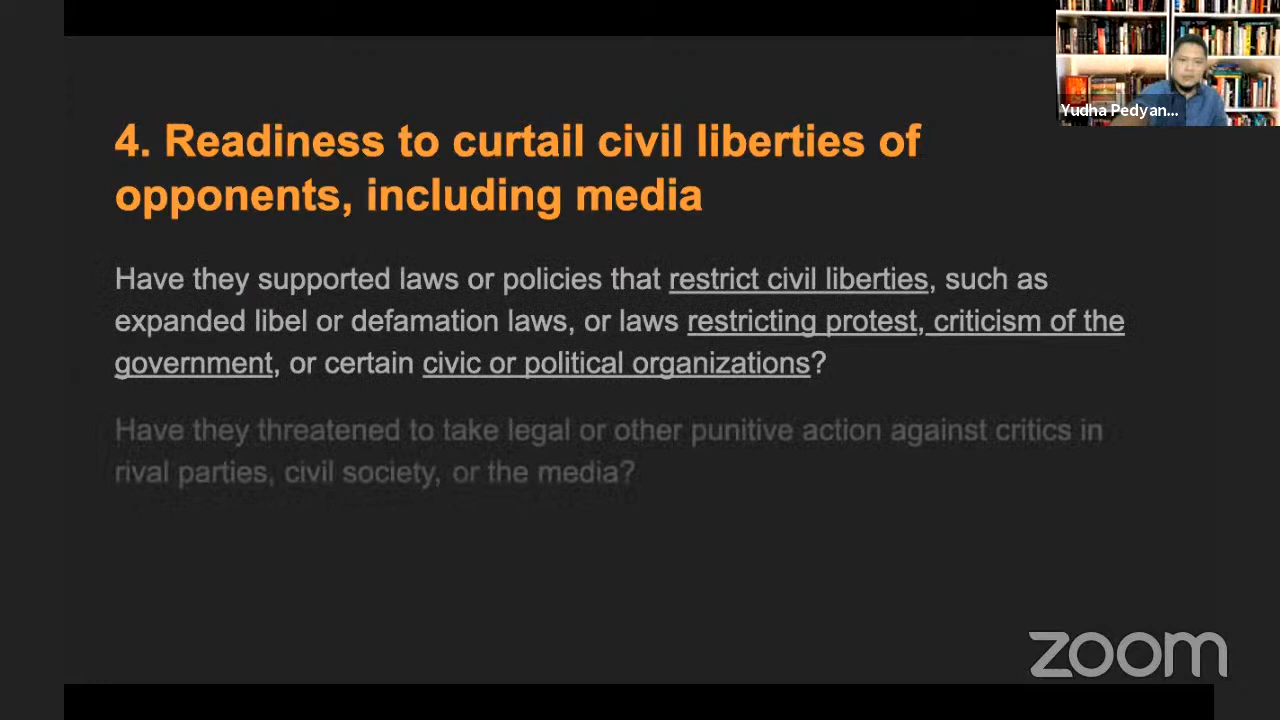 Yudha Pedyan...
4. Readiness to curtail civil liberties of
opponents, including media
Have they supported laws or policies that restrict civil liberties, such as
expanded libel or defamation laws, or laws restricting protest, criticism of the
government, or certain civic or political organizations?
Have they threatened to take legal or other punitive action against critics in
rival parties, civil society, or the media?
zoom